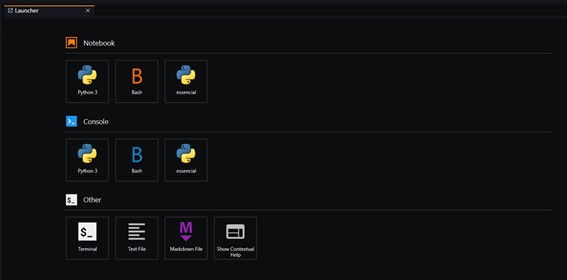 Launcher
Notebook
Python 3
B
Bash
essencial
Console
Python 3
B
Bash
essencial
$_
Other
$_
Terminal
Text File
M
Markdown File
Show Contextual
Help